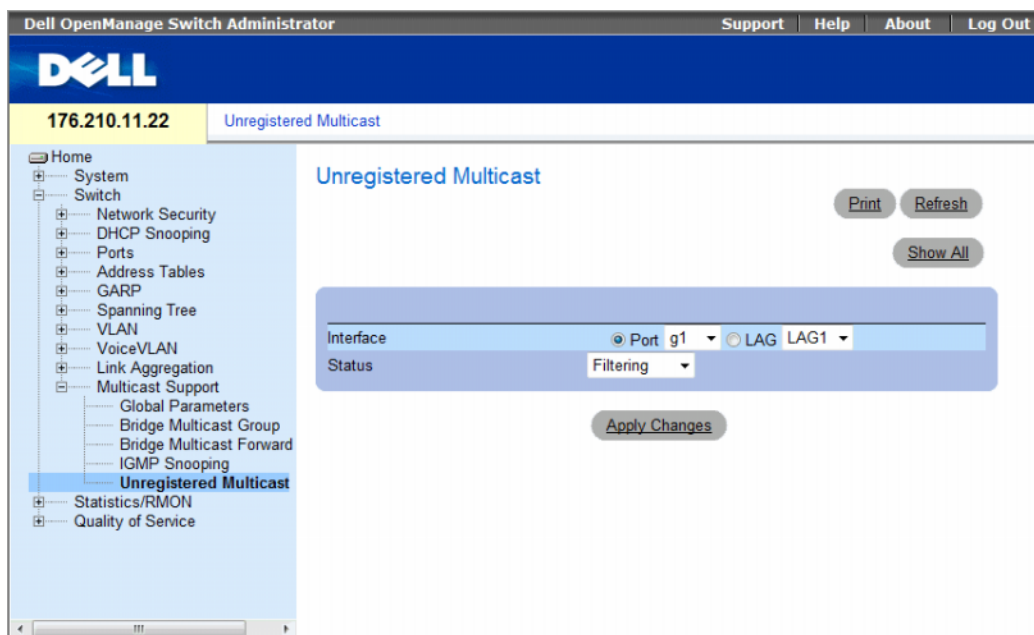 Dell OpenManage Switch Administrator Support Help About Log Out
DELL
176.210.11.22 Unregistered Multicast
Home
System
Switch
Network Security
DHCP Snooping
Ports
Address Tables
GARP
Spanning Tree
VLAN
VoiceVLAN
Link Aggregation
Multicast Support
Global Parameters
Bridge Multicast Group
Bridge Multicast Forward
IGMP Snooping
Unregistered Multicast
Statistics/RMON
Quality of Service
Unregistered Multicast
Print Refresh
Show All
Interface Port g1 LAG LAG1
Status Filtering
Apply Changes